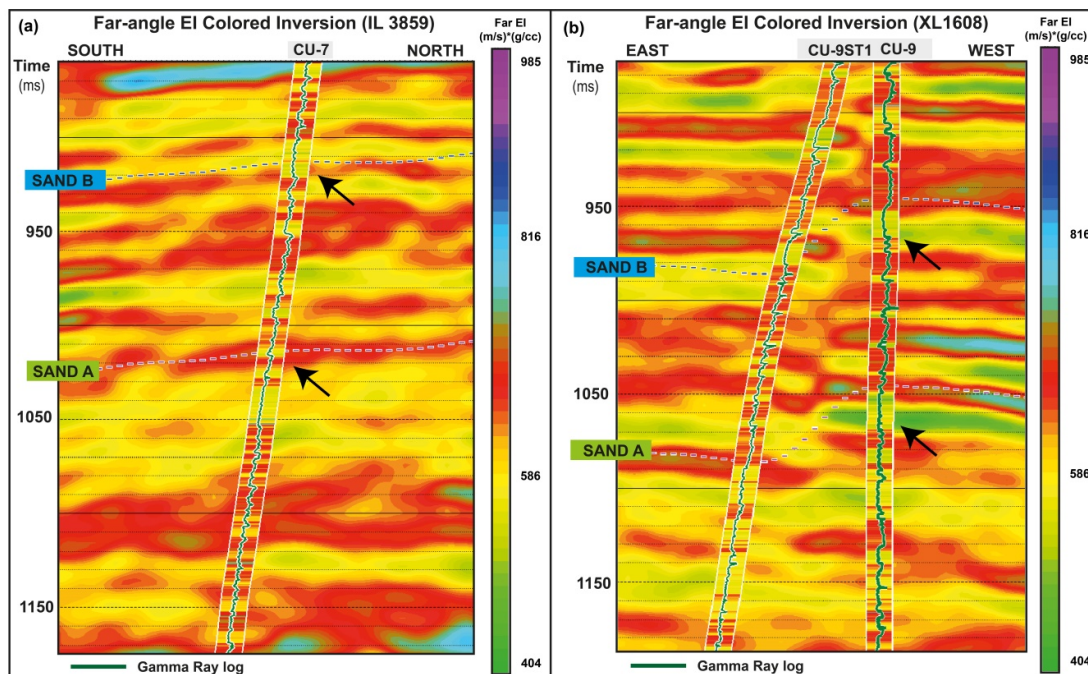 (a)
Far-angle EI Colored Inversion (IL 3859)
Far EI
(m/s)*(g/cc)
SOUTH
CU-7
NORTH
Time
(ms)
985
SAND B
950
816
SAND A
1050
586
1150
404
Gamma Ray log
(b)
Far-angle EI Colored Inversion (XL1608)
Far EI
(m/s)*(g/cc)
EAST
CU-9ST1
CU-9
WEST
Time
(ms)
985
950
816
SAND B
1050
SAND A
586
1150
404
Gamma Ray log